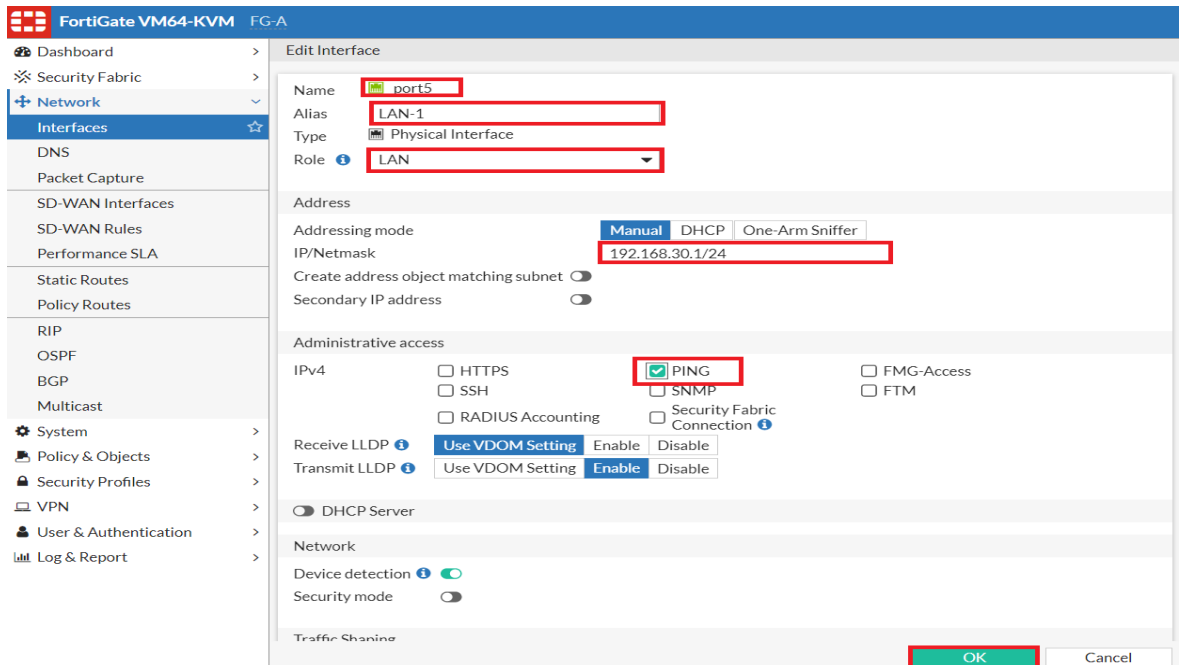 FortiGate VM64-KVM FG-A
Dashboard
Security Fabric
Network
Interfaces
DNS
Packet Capture
SD-WAN Interfaces
SD-WAN Rules
Performance SLA
Static Routes
Policy Routes
RIP
OSPF
BGP
Multicast
System
Policy & Objects
Security Profiles
VPN
User & Authentication
Log & Report
Edit Interface
Name port5
Alias LAN-1
Type Physical Interface
Role LAN
Address
Addressing mode Manual DHCP One-Arm Sniffer
IP/Netmask 192.168.30.1/24
Create address object matching subnet
Secondary IP address
Administrative access
IPv4 HTTPS PING FMG-Access
SSH SNMP FTM
RADIUS Accounting Security Fabric
Connection
Receive LLDP Use VDOM Setting Enable Disable
Transmit LLDP Use VDOM Setting Enable Disable
DHCP Server
Network
Device detection
Security mode
Traffic Shaping
OK Cancel